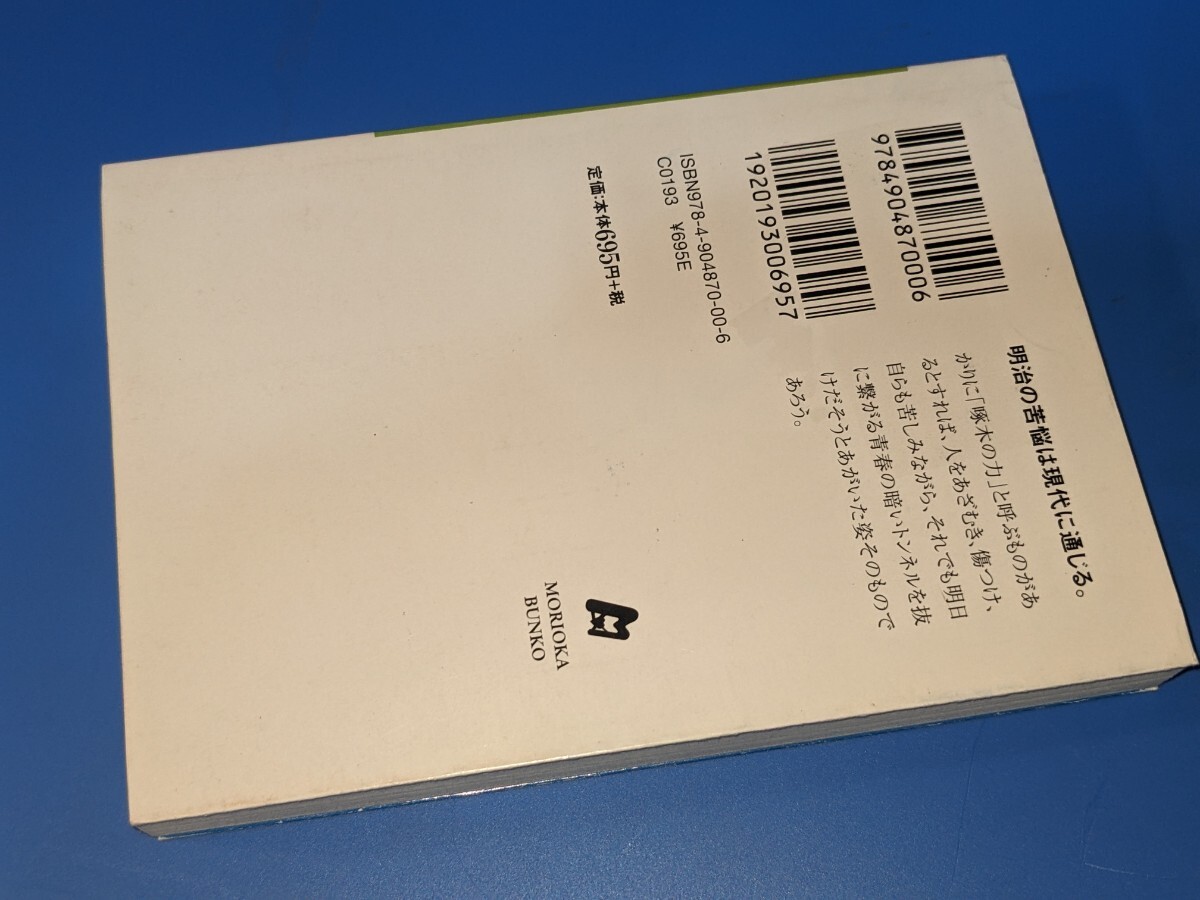 9784904870006
1920193006957
ISBN978-4-904870-00-6
C0193 ¥695E
定価:本体695円+税
明治の苦悩は現代に通じる。
かりに「啄木の力」と呼ぶものがあ
るとすれば、人をあざむき、傷つけ、
自らも苦しみながら、それでも明日
に繋がる青春の暗いトンネルを抜
けだそうとあがいた姿そのもので
あろう。
MORIOKA
BUNKO